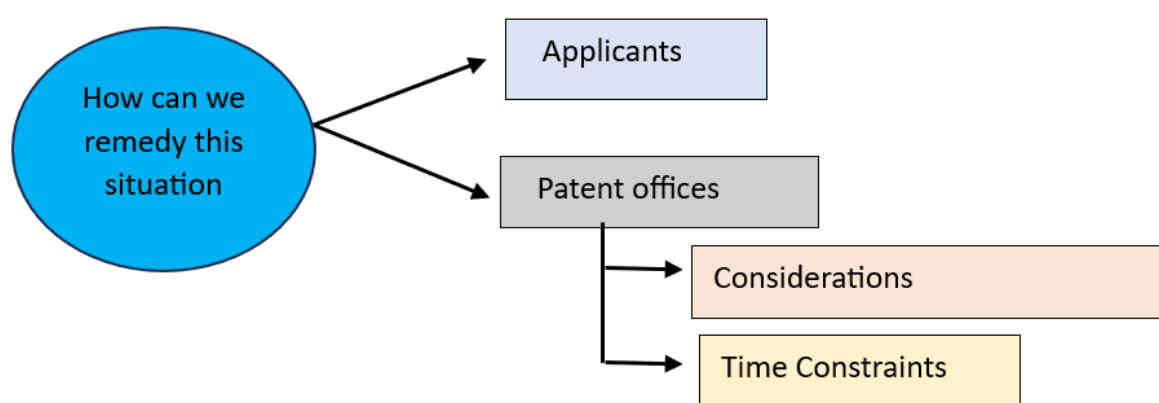 How can we
remedy this
situation
Applicants
Patent offices
Considerations
Time Constraints